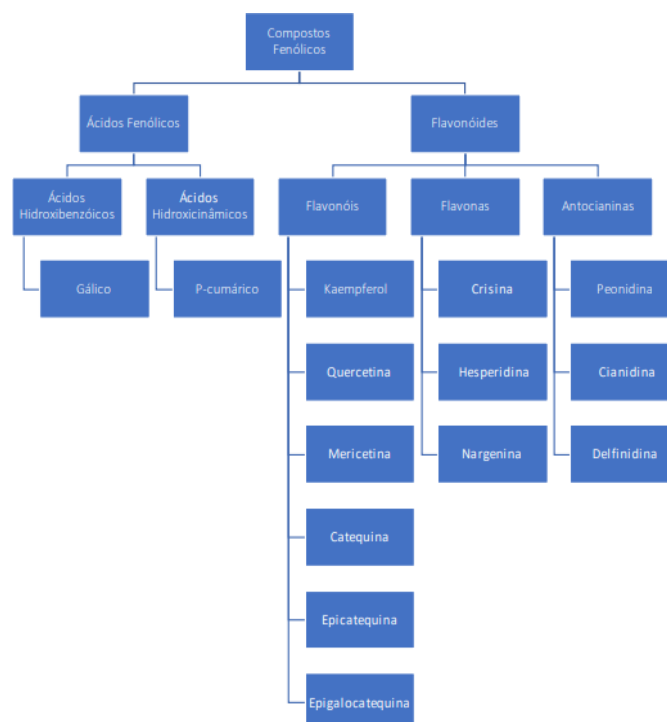 Compostos
Fenólicos
Ácidos Fenólicos
Flavonóides
Ácidos
Hidroxibenzóicos
Ácidos
Hidroxicinâmicos
Flavonóis
Flavonas
Antocianinas
Gálico
P-cumárico
Kaempferol
Crisina
Peonidina
Quercetina
Hesperidina
Cianidina
Mericetina
Nargenina
Delfinidina
Catequina
Epicatequina
Epigalocatequina